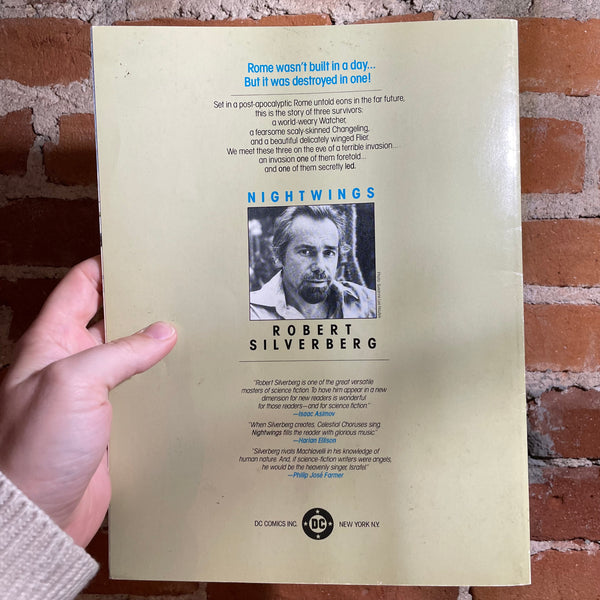 Rome wasn't built in a day...
But it was destroyed in one!
Set in a post-apocalyptic Rome untold eons in the far future,
this is the story of three survivors:
a world-weary Watcher,
a fearsome scaly-skinned Changeling,
and a beautiful delicately winged Flier.
We meet these three on the eve of a terrible invasion...
an invasion one of them foretold...
and one of them secretly led.
NIGHTWINGS
ROBERT
SILVERBERG
"Robert Silverberg is one of the great versatile
masters of science fiction. To have him appear in a new
dimension for new readers is wonderful
for those readers—and for science fiction."
—Isaac Asimov
"When Silverberg creates, Celestial Choruses sing.
Nightwings fills the reader with glorious music."
—Harlan Ellison
"Silverberg rivals Machiavelli in his knowledge of
human nature. And, if science-fiction writers were angels,
he would be the heavenly singer, Israfel."
—Philip José Farmer
DC COMICS INC. DC NEW YORK N.Y.